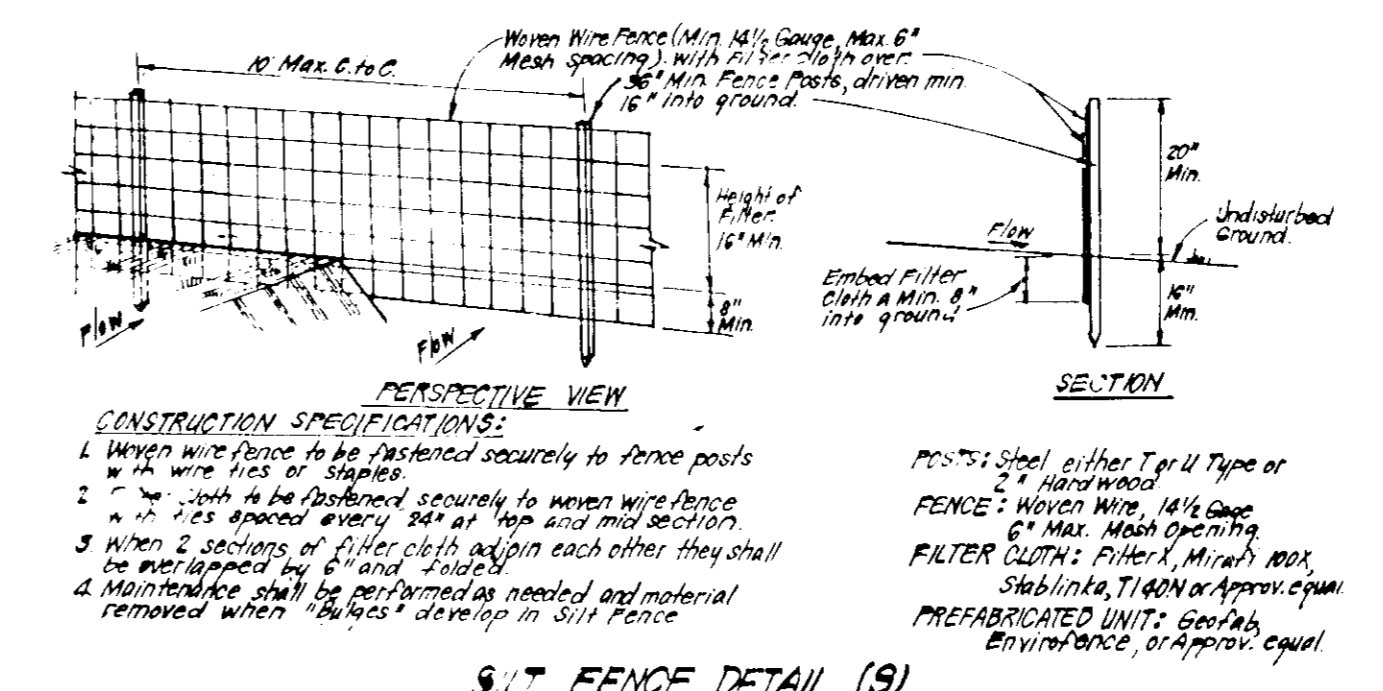 Woven Wire Fence (Min. 14½ Gauge, Max. 6"
Mesh spacing) with Filter cloth over.
10' Max. C. to C.
36" Min. Fence Posts, driven min.
16" into ground.
Height of
Filter.
16" Min.
8"
Min.
Flow
Flow
PERSPECTIVE VIEW
20"
Min.
Undisturbed
Ground.
Flow
Embed Filter
Cloth A Min. 8"
into ground
16"
Min.
SECTION
CONSTRUCTION SPECIFICATIONS:
1. Woven wire fence to be fastened securely to fence posts
with wire ties or staples.
2 cloth to be fastened securely to woven wire fence
with ties spaced every 24" at top and mid section.
3. When 2 sections of filter cloth adjoin each other they shall
be overlapped by 6" and folded.
4. Maintenance shall be performed as needed and material
removed when "Bulges" develop in Silt Fence
POSTS: Steel either T or U Type or
2" Hardwood
FENCE: Woven Wire, 14½ Gage
6" Max. Mesh Opening.
FILTER CLOTH: Filter X, Mirafi 100X,
Stablinka, T140N or Approv. equal
PREFABRICATED UNIT: Geofab,
Envirofence, or Approv. equal.
SILT FENCE DETAIL (S)